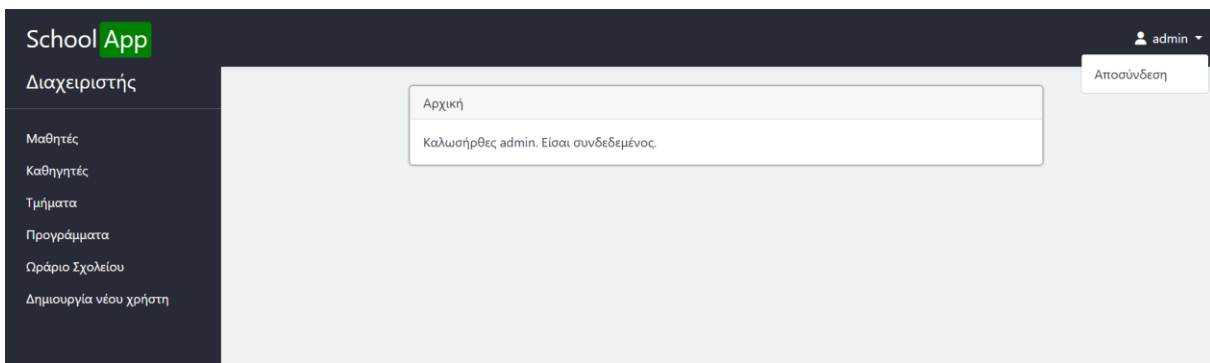 School App
admin
Αποσύνδεση
Διαχειριστής
Μαθητές
Καθηγητές
Τμήματα
Προγράμματα
Ωράριο Σχολείου
Δημιουργία νέου χρήστη
Αρχική
Καλωσήρθες admin. Είσαι συνδεδεμένος.